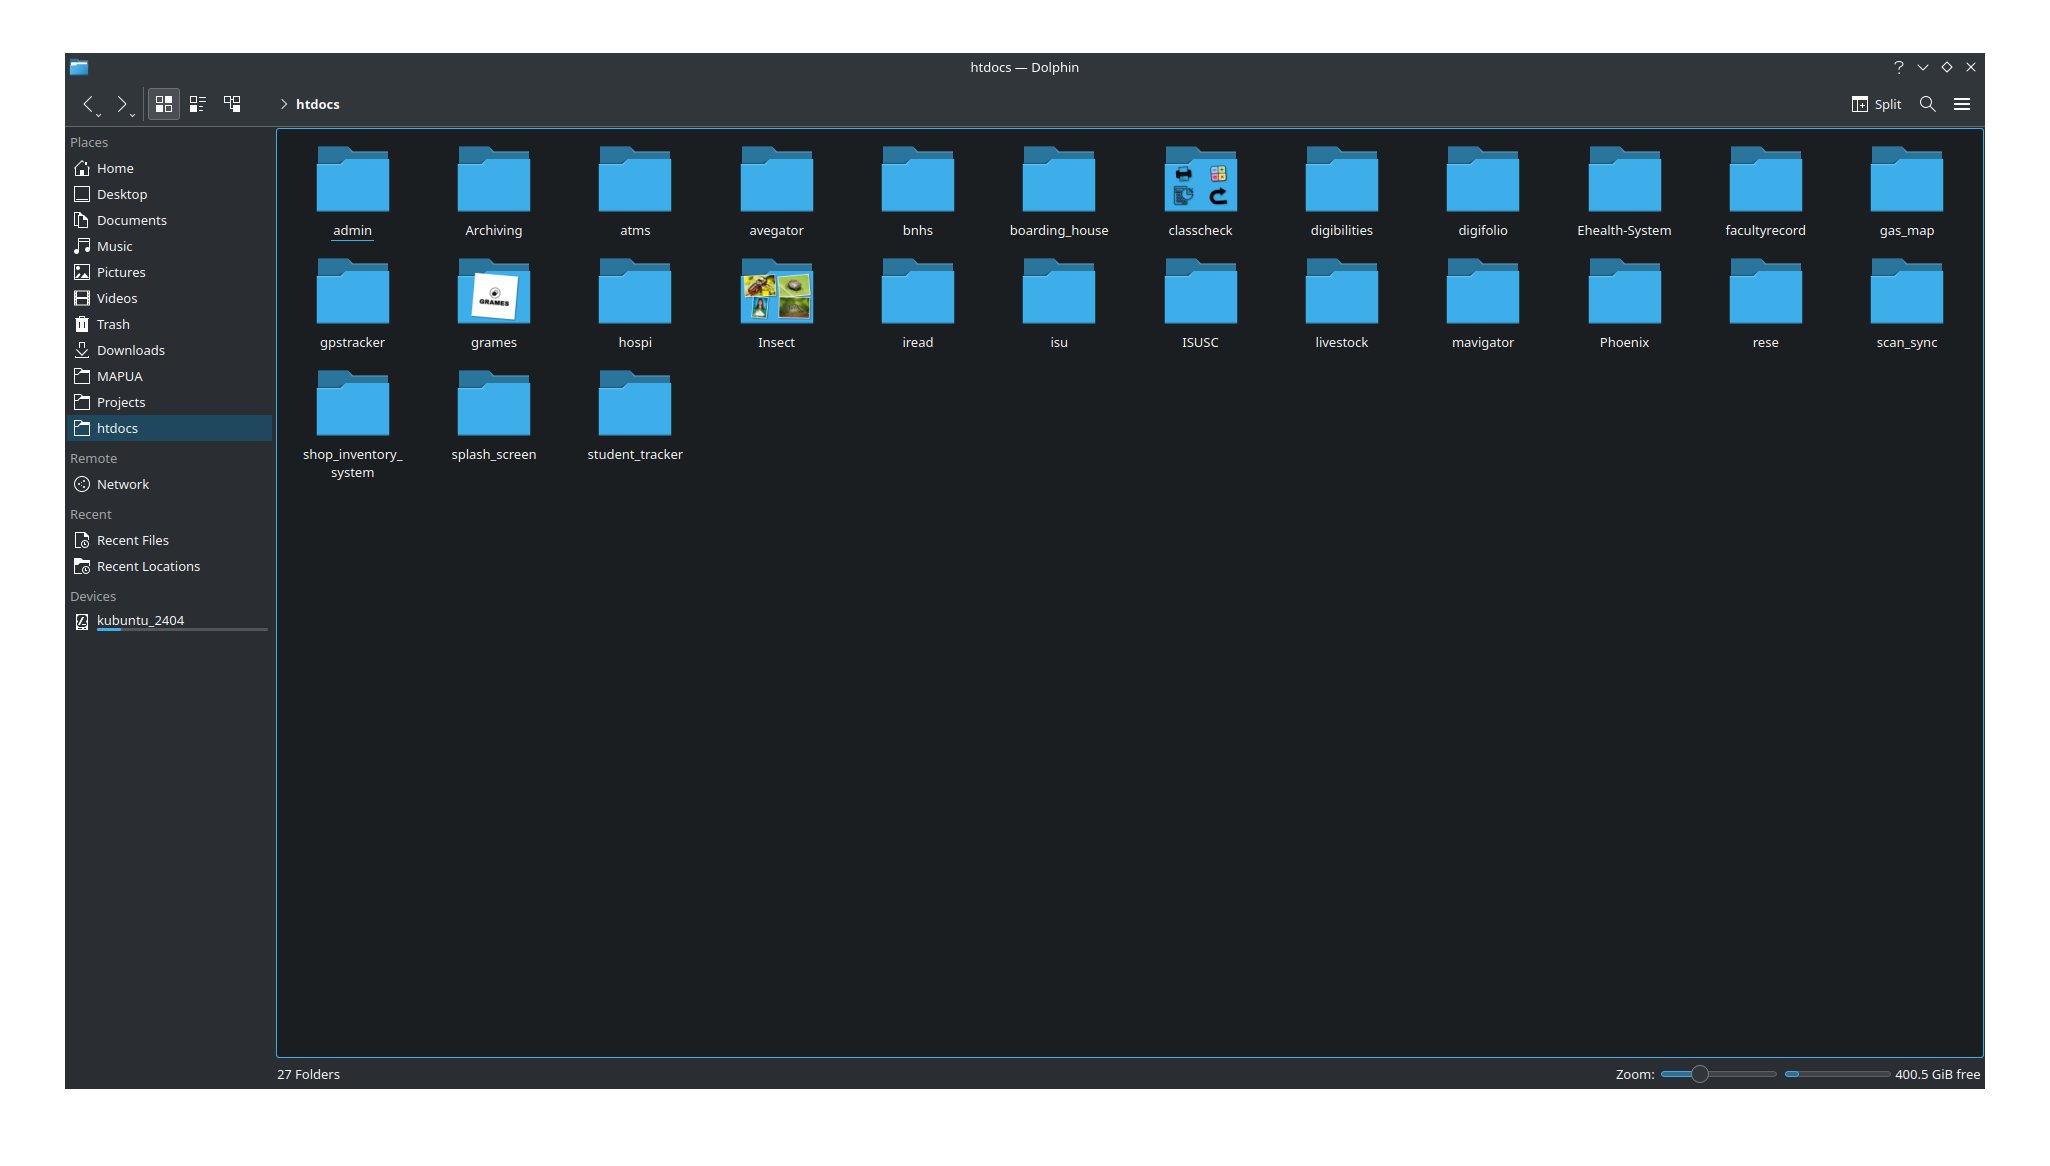 htdocs — Dolphin
htdocs
Split
Places
Home
Desktop
Documents
Music
Pictures
Videos
Trash
Downloads
MAPUA
Projects
htdocs
Remote
Network
Recent
Recent Files
Recent Locations
Devices
kubuntu_2404
admin Archiving atms avegator bnhs boarding_house classcheck digibilities digifolio Ehealth-System facultyrecord gas_map
GRAMES
gpstracker grames hospi Insect iread isu ISUSC livestock mavigator Phoenix rese scan_sync
shop_inventory_ splash_screen student_tracker
system
27 Folders
Zoom: 400.5 GiB free